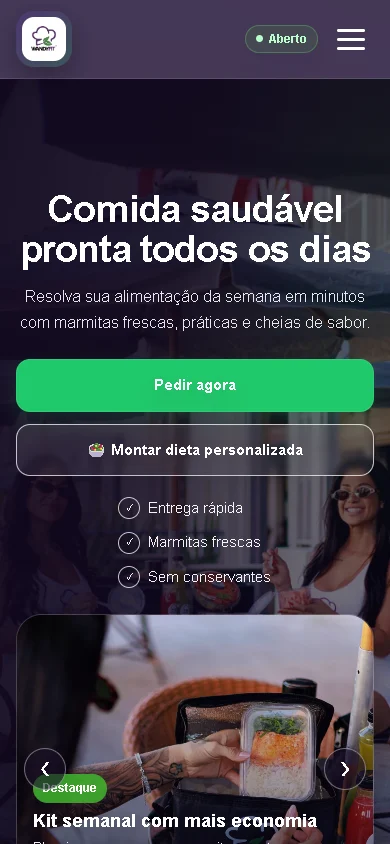 WANDYFIT
Aberto
Comida saudável
pronta todos os dias
Resolva sua alimentação da semana em minutos
com marmitas frescas, práticas e cheias de sabor.
Pedir agora
Montar dieta personalizada
✓ Entrega rápida
✓ Marmitas frescas
✓ Sem conservantes
Destaque
Kit semanal com mais economia